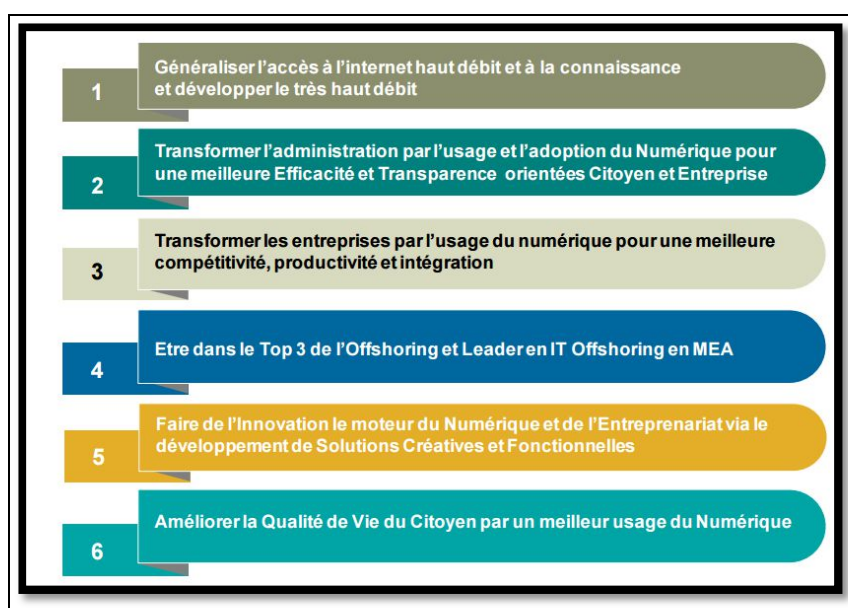 1
Généraliser l'accès à l'internet haut débit et à la connaissance
et développer le très haut débit
2
Transformer l'administration par l'usage et l'adoption du Numérique pour
une meilleure Efficacité et Transparence orientées Citoyen et Entreprise
3
Transformer les entreprises par l'usage du numérique pour une meilleure
compétitivité, productivité et intégration
4
Etre dans le Top 3 de l'Offshoring et Leader en IT Offshoring en MEA
5
Faire de l'Innovation le moteur du Numérique et de l'Entreprenariat via le
développement de Solutions Créatives et Fonctionnelles
6
Améliorer la Qualité de Vie du Citoyen par un meilleur usage du Numérique